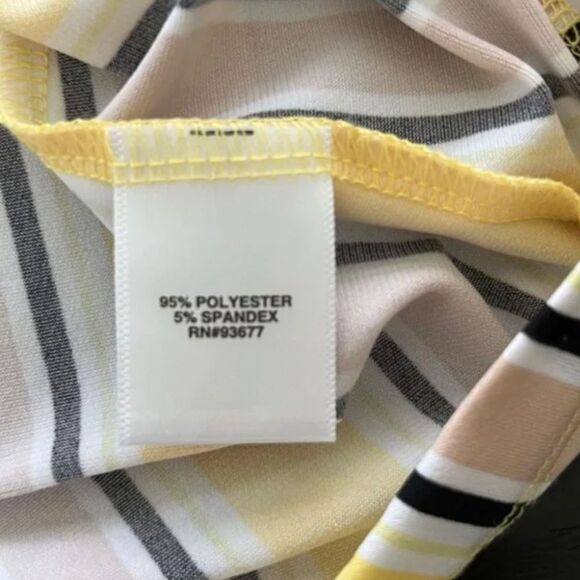 95% POLYESTER
5% SPANDEX
RN#93677